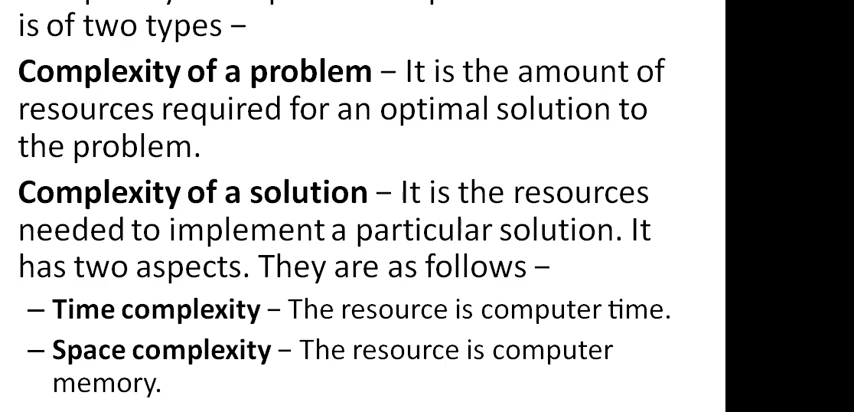 is of two types –
Complexity of a problem – It is the amount of
resources required for an optimal solution to
the problem.
Complexity of a solution – It is the resources
needed to implement a particular solution. It
has two aspects. They are as follows –
– Time complexity – The resource is computer time.
– Space complexity – The resource is computer
memory.